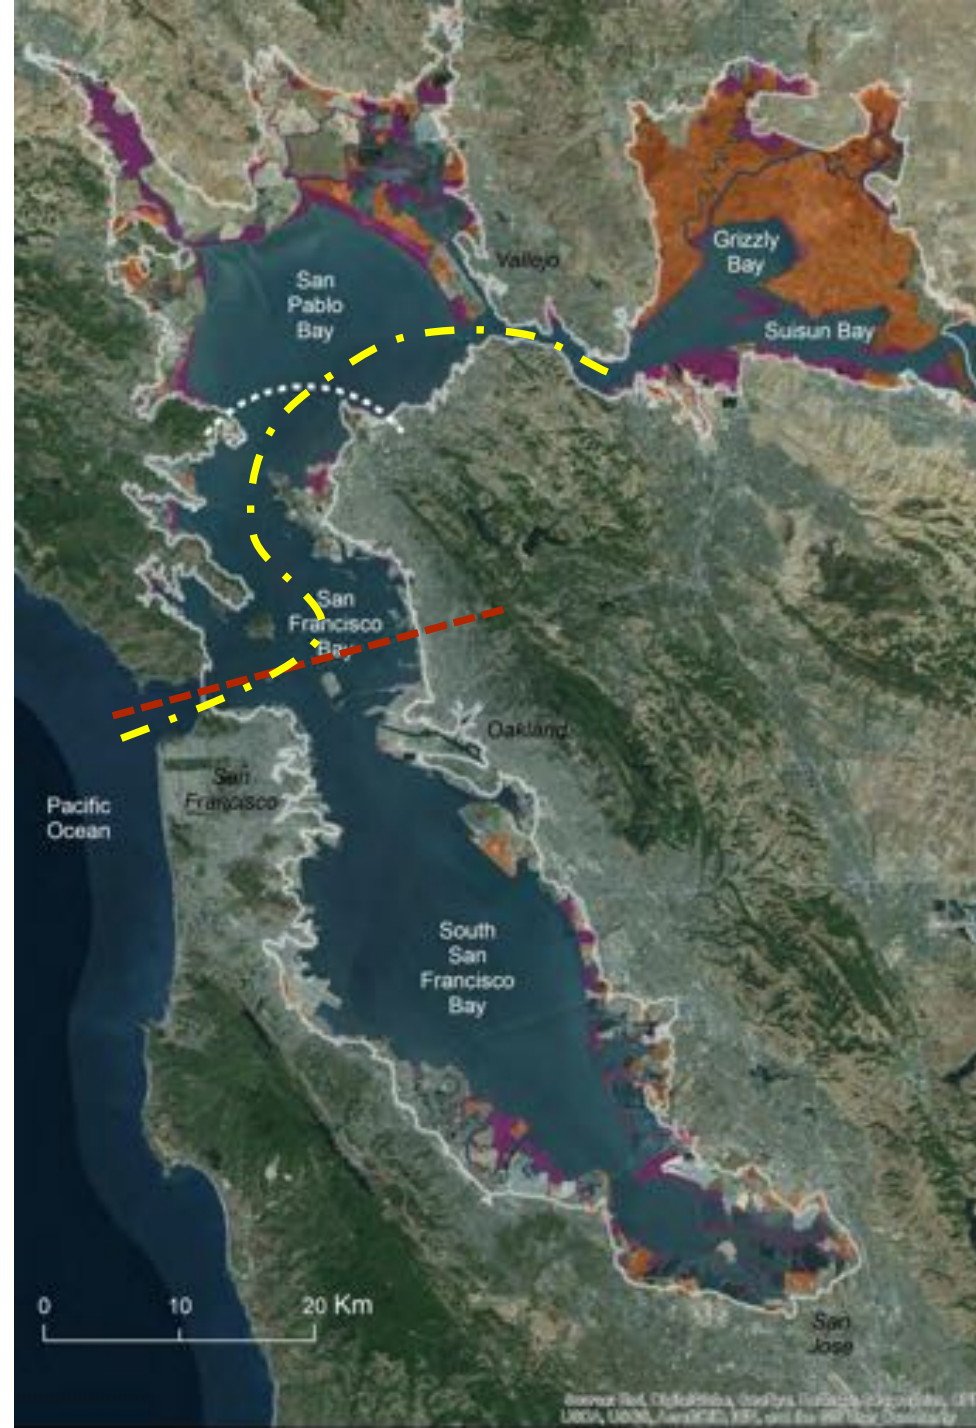 Vallejo
Grizzly
Bay
San
Pablo
Bay
Suisun Bay
San
Francisco
Bay
Oakland
San
Francisco
Pacific
Ocean
South
San
Francisco
Bay
0 10 20 Km
San
Jose